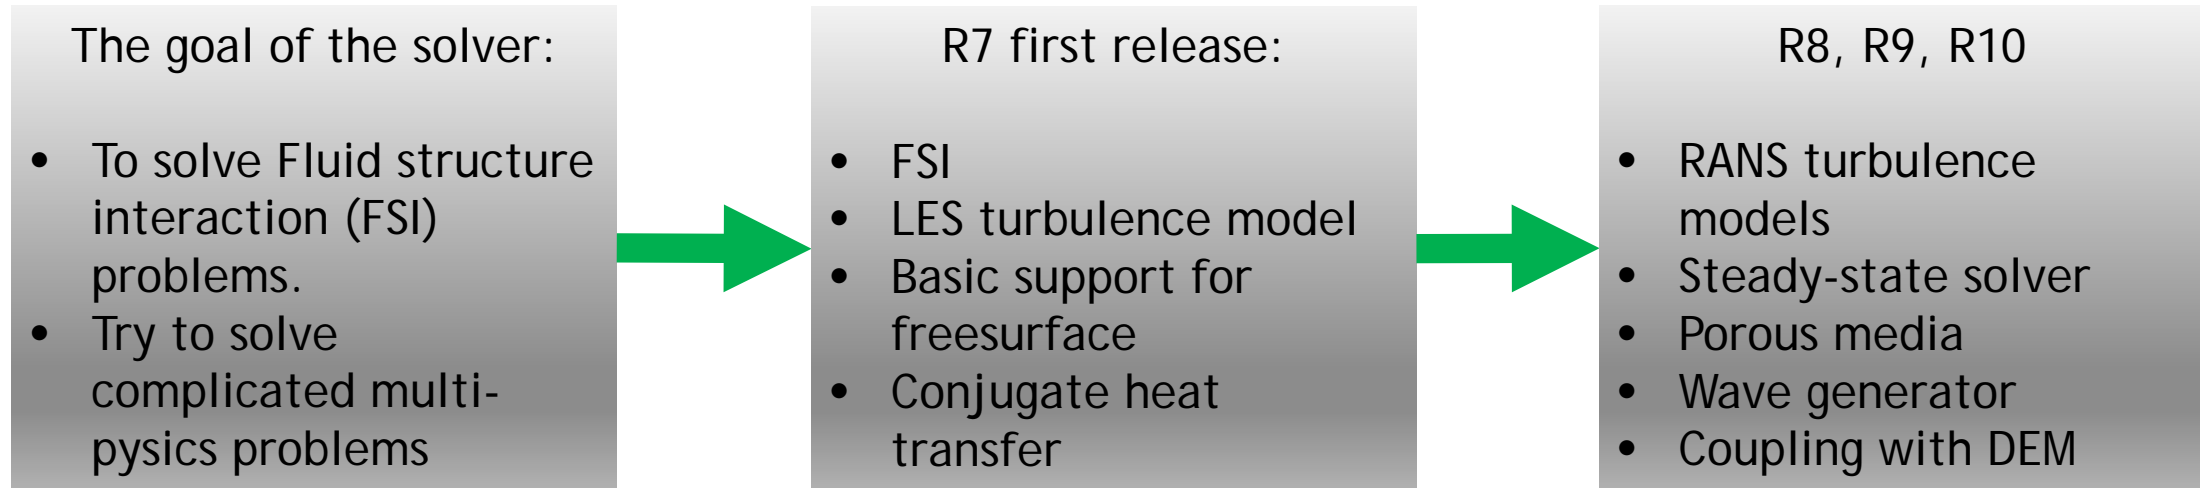 The goal of the solver:
• To solve Fluid structure
interaction (FSI)
problems.
• Try to solve
complicated multi-
pysics problems
R7 first release:
• FSI
• LES turbulence model
• Basic support for
freesurface
• Conjugate heat
transfer
R8, R9, R10
• RANS turbulence
models
• Steady-state solver
• Porous media
• Wave generator
• Coupling with DEM